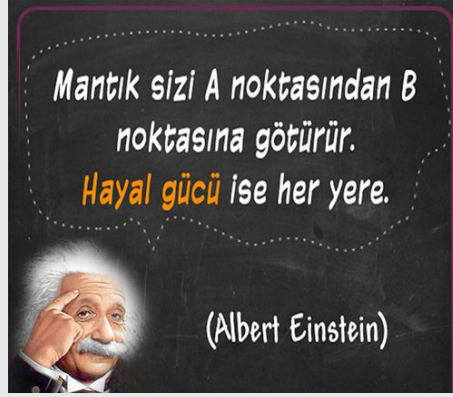 Mantık sizi A noktasından B
noktasına götürür.
Hayal gücü ise her yere.
(Albert Einstein)